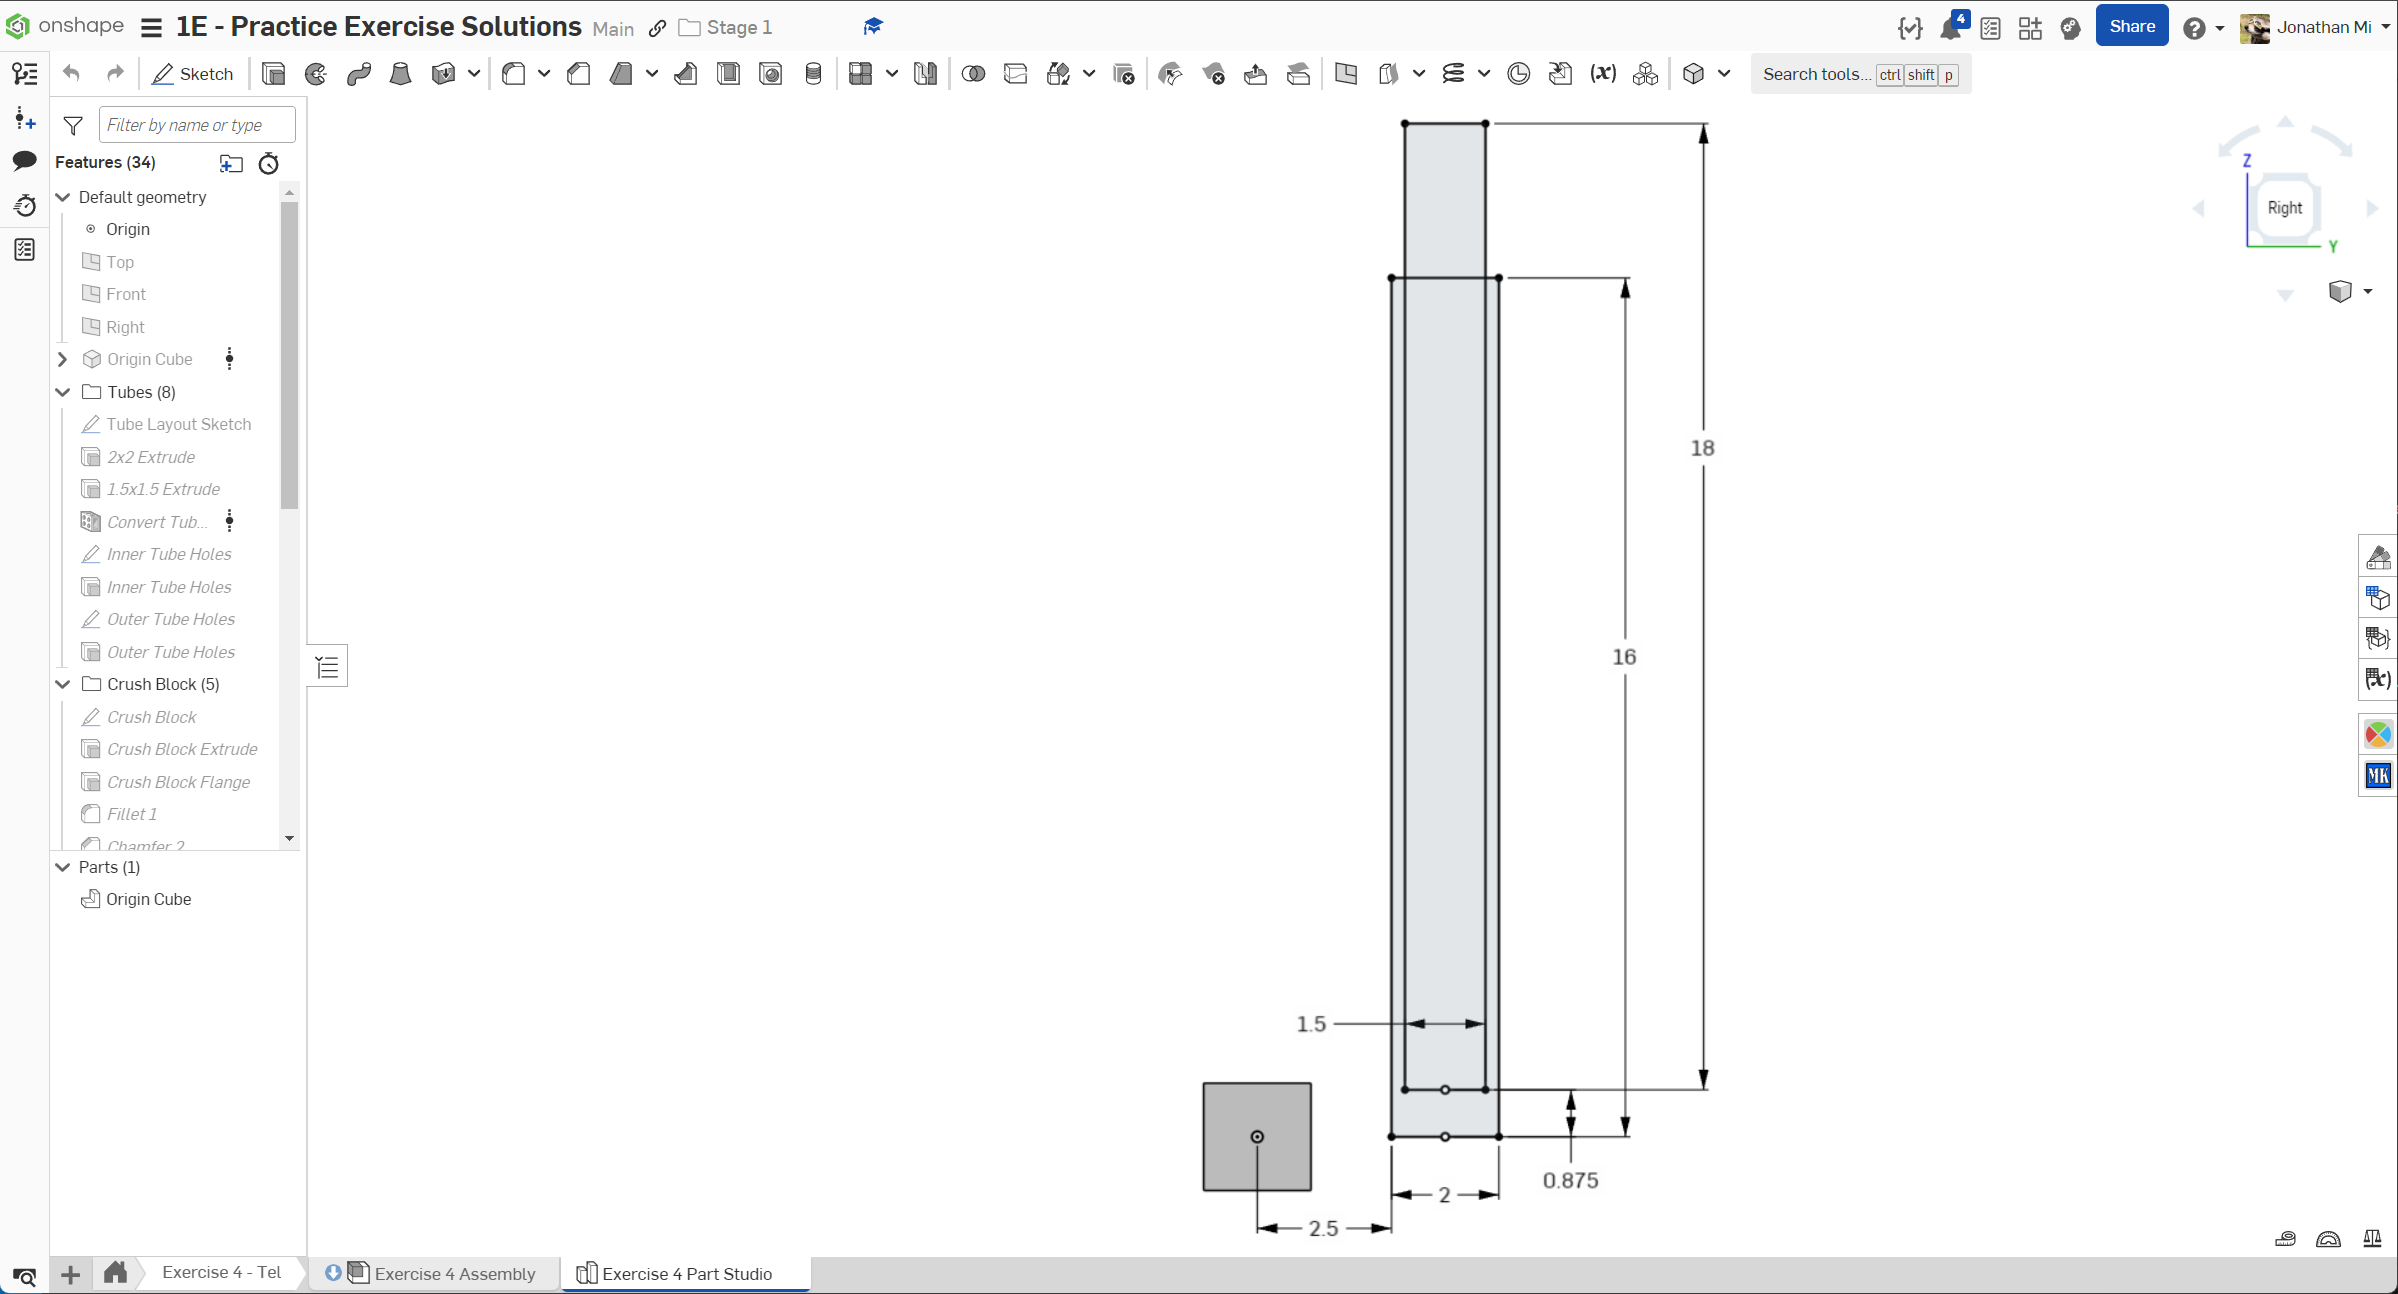 onshape 1E - Practice Exercise Solutions Main Stage 1 4 Share Jonathan Mi
Sketch Search tools... ctrl shift p
Filter by name or type
Features (34)
Default geometry
Origin
Top
Front
Right
Origin Cube
Tubes (8)
Tube Layout Sketch
2x2 Extrude
1.5x1.5 Extrude
Convert Tub...
Inner Tube Holes
Inner Tube Holes
Outer Tube Holes
Outer Tube Holes
Crush Block (5)
Crush Block
Crush Block Extrude
Crush Block Flange
Fillet 1
Chamfer 2
Parts (1)
Origin Cube
Z
Right
Y
18
16
1.5
0.875
2
2.5
MK
Exercise 4 - Tel Exercise 4 Assembly Exercise 4 Part Studio